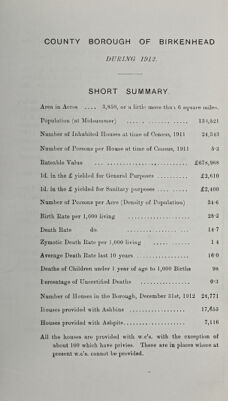 COUNTY BOROUGH OF BIRKENHEAD
DURING 1912.
SHORT SUMMARY.
Area in Acres .... 3,850, or a little more than 6 square miles.
Population (at Midsummer) ...... 134,521
Number of Inhabited Houses at time of Census, 1911 24,343
Number of Persons per House at time of Census, 1911 5·3
Rateable Value ...... £678,968
1d. in the £ yielded for General Purposes .......... £2,610
1d. in the £ yielded for Sanitary purposes ......... £2,460
Number of Persons per Acre (Density of Population) 34·6
Birth Rate per 1,000 living ............ 28·2
Death Rate do ............ 14·7
Zymotic Death Rate per 1,000 living ...... 1·4
Average Death Rate last 10 years .............. 16·0
Deaths of Children under 1 year of age to 1,000 Births 98
Percentage of Uncertified Deaths ............ 0·3
Number of Houses in the Borough, December 31st, 1912 24,771
Houses provided with Ashbins ............ 17,655
Houses provided with Ashpits .................. 7,116
All the houses are provided with w.c's. with the exception of
about 100 which have privies. These are in places where at
present w.c's. cannot be provided.